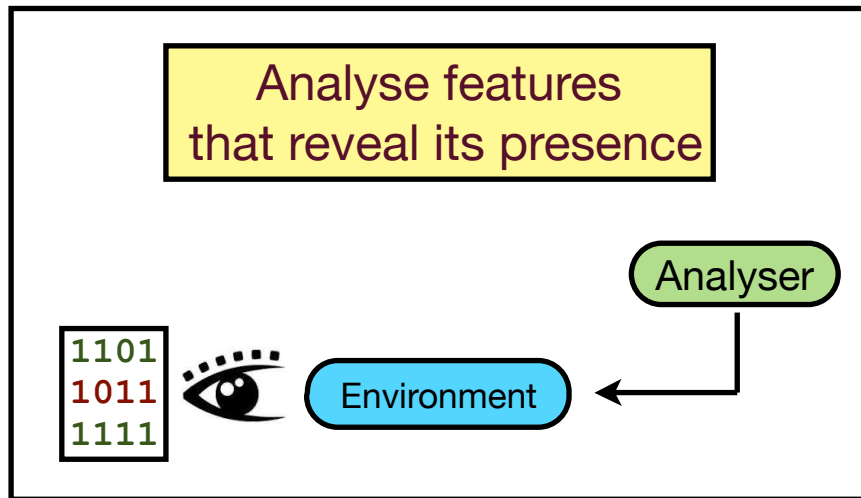 Analyse features
that reveal its presence
Analyser
1101
1011
1111
Environment